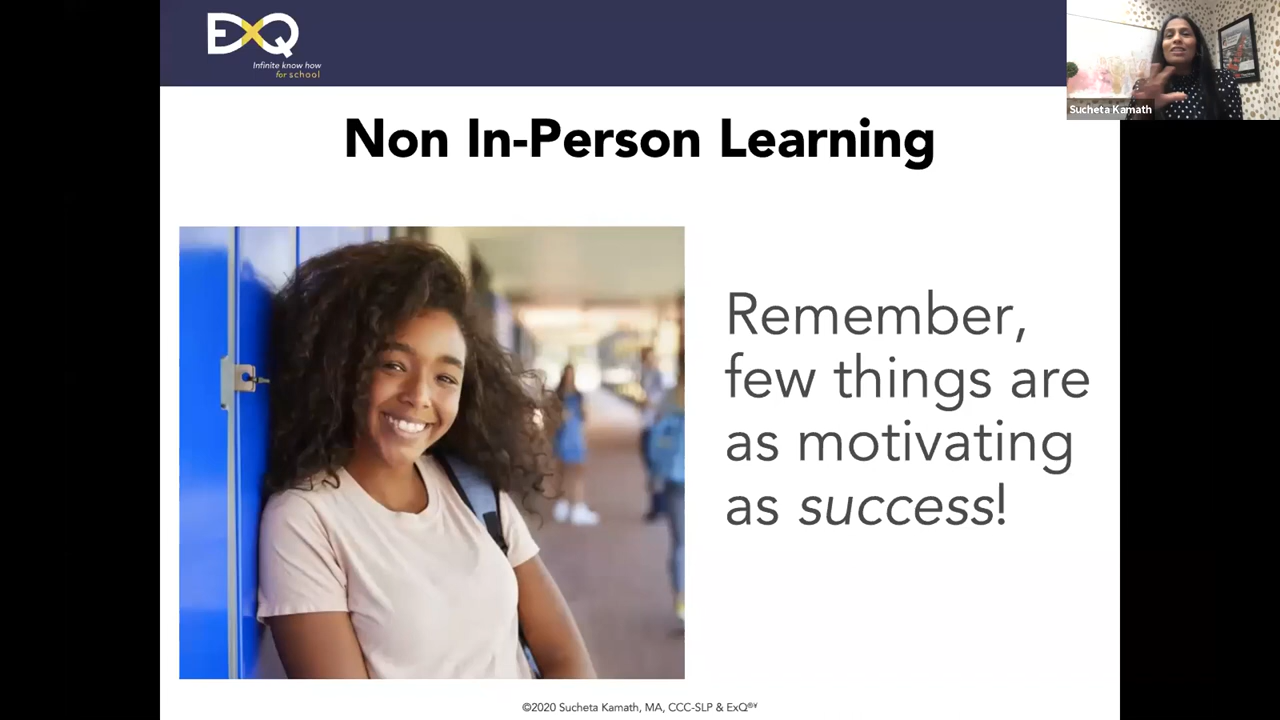 EXQ
Infinite know how
for school
Sucheta Kamath
Non In-Person Learning
Remember,
few things are
as motivating
as success!
©2020 Sucheta Kamath, MA, CCC-SLP & ExQ®¥